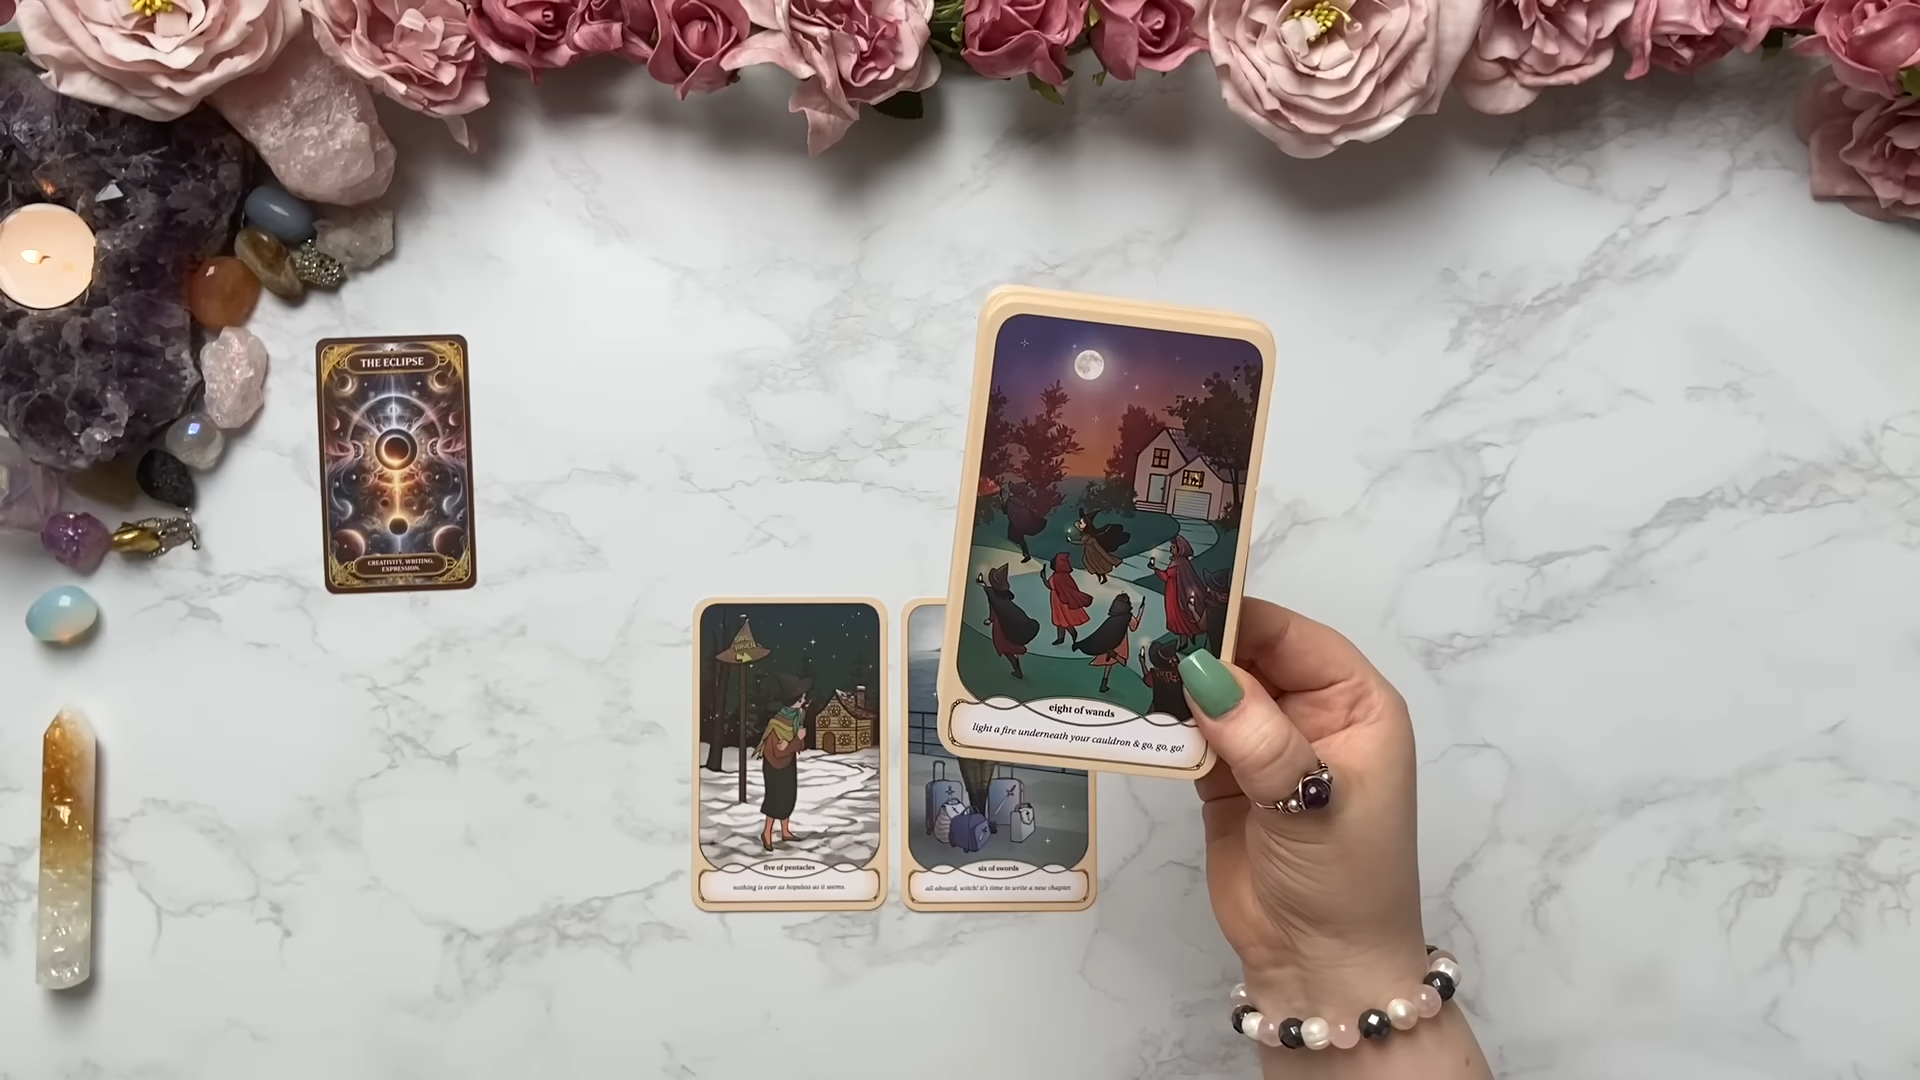 THE ECLIPSE
CREATIVITY, WRITING,
EXPRESSION.
eight of wands
light a fire underneath your cauldron & go, go, go!
five of pentacles
nothing is ever as hopeless as it seems.
six of swords
all aboard, witch! it's time to write a new chapter